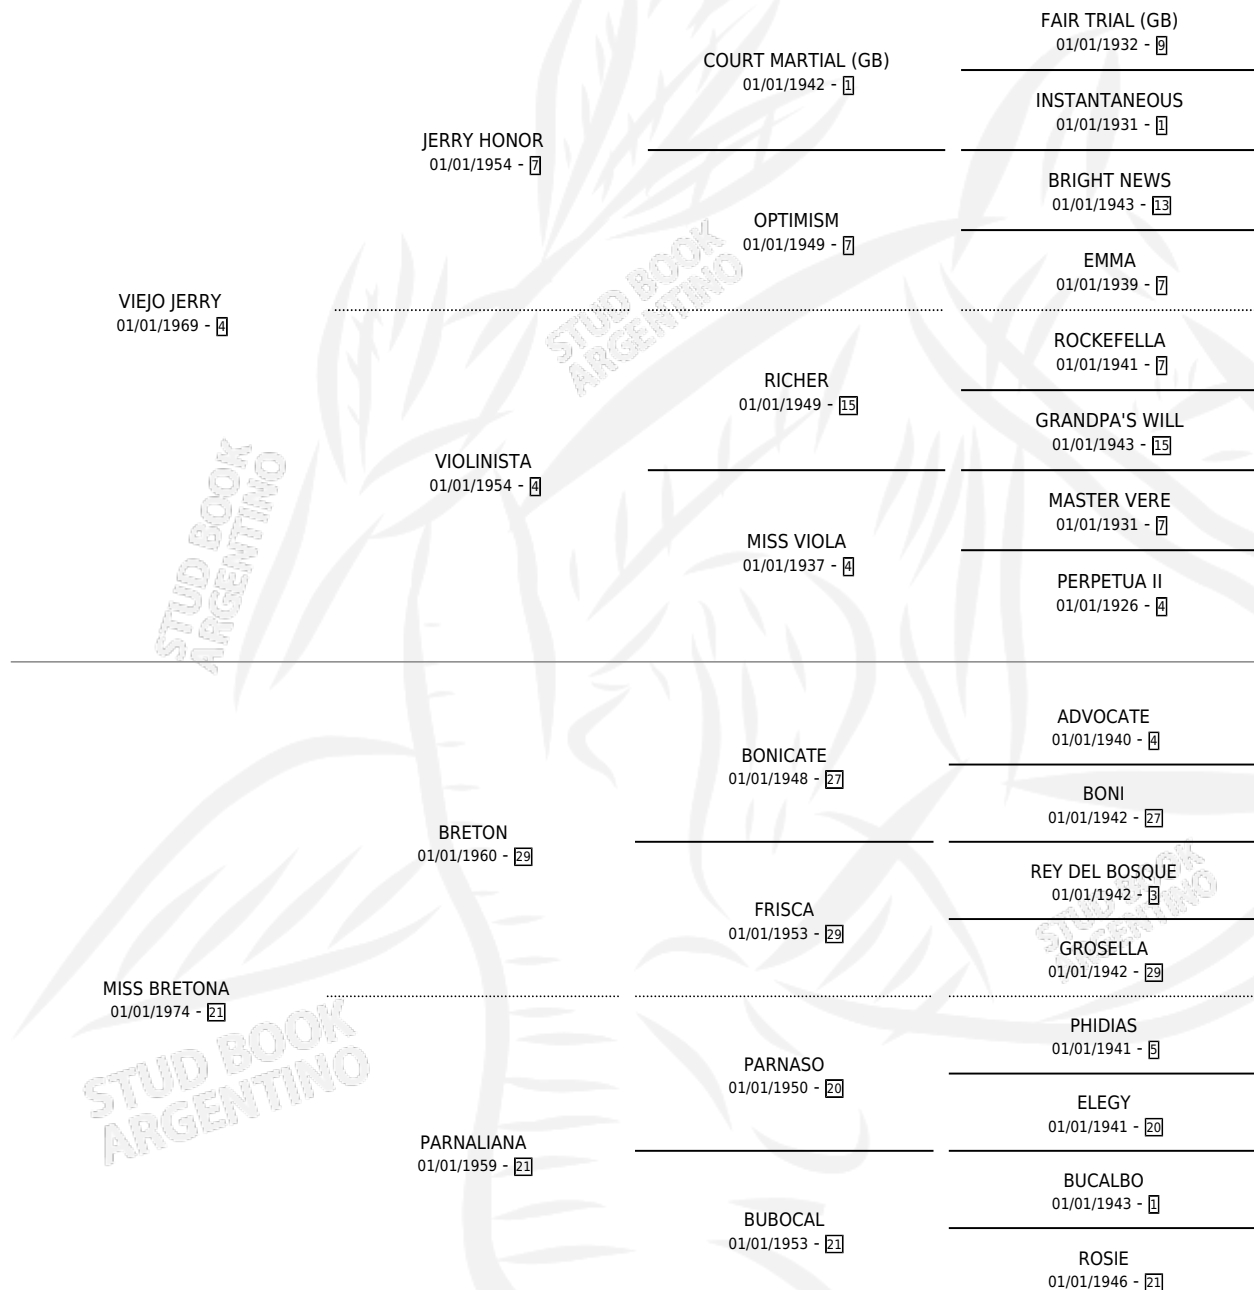 FAIR TRIAL (GB)
01/01/1932 - 9
COURT MARTIAL (GB)
01/01/1942 - 1
INSTANTANEOUS
01/01/1931 - 1
JERRY HONOR
01/01/1954 - 7
BRIGHT NEWS
01/01/1943 - 13
OPTIMISM
01/01/1949 - 7
EMMA
01/01/1939 - 7
VIEJO JERRY
01/01/1969 - 4
ROCKEFELLA
01/01/1941 - 7
RICHER
01/01/1949 - 15
GRANDPA'S WILL
01/01/1943 - 15
VIOLINISTA
01/01/1954 - 4
MASTER VERE
01/01/1931 - 7
MISS VIOLA
01/01/1937 - 4
PERPETUA II
01/01/1926 - 4
ADVOCATE
01/01/1940 - 4
BONICATE
01/01/1948 - 27
BONI
01/01/1942 - 27
BRETON
01/01/1960 - 29
REY DEL BOSQUE
01/01/1942 - 3
FRISCA
01/01/1953 - 29
GROSELLA
01/01/1942 - 29
MISS BRETONA
01/01/1974 - 21
PHIDIAS
01/01/1941 - 5
PARNASO
01/01/1950 - 20
ELEGY
01/01/1941 - 20
PARNALIANA
01/01/1959 - 21
BUCALBO
01/01/1943 - 1
BUBOCAL
01/01/1953 - 21
ROSIE
01/01/1946 - 21
STUD BOOK
ARGENTINO
STUD BOOK
ARGENTINO
STUD BOOK
ARGENTINO
STUD BOOK
ARGENTINO